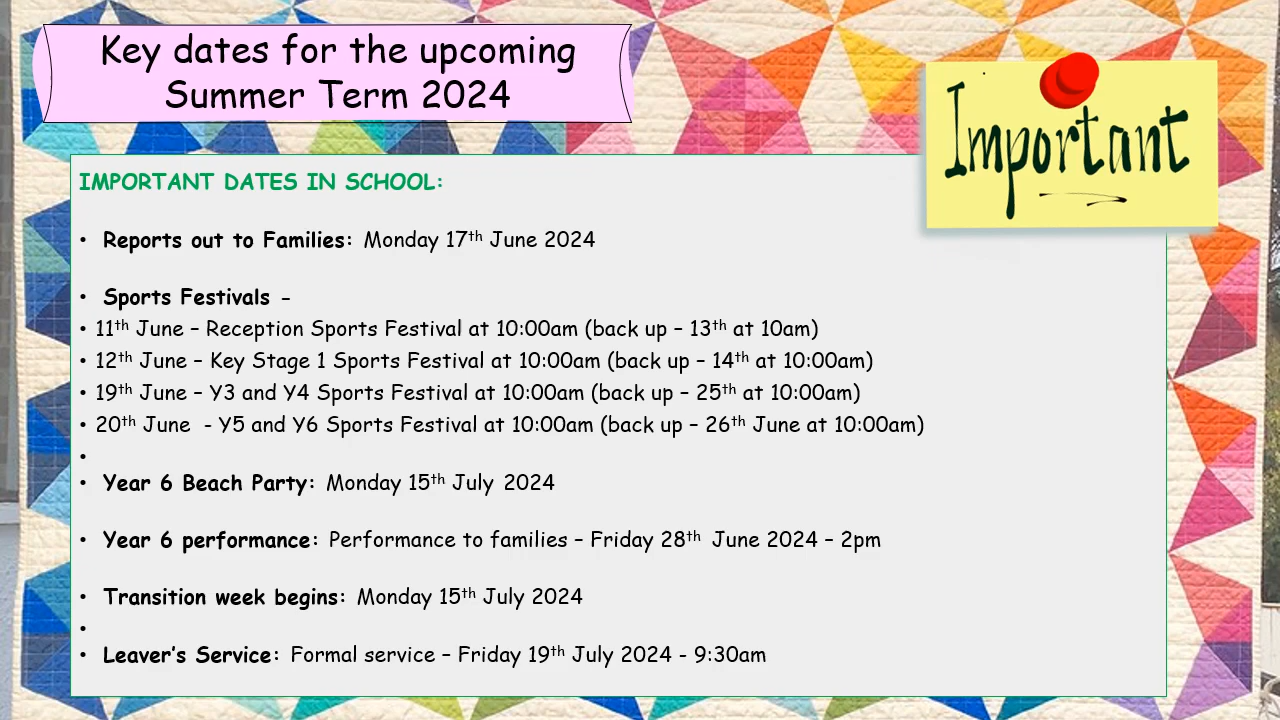 Key dates for the upcoming
Summer Term 2024
Important
IMPORTANT DATES IN SCHOOL:
• Reports out to Families: Monday 17th June 2024
• Sports Festivals -
• 11th June – Reception Sports Festival at 10:00am (back up – 13th at 10am)
• 12th June – Key Stage 1 Sports Festival at 10:00am (back up – 14th at 10:00am)
• 19th June – Y3 and Y4 Sports Festival at 10:00am (back up – 25th at 10:00am)
• 20th June - Y5 and Y6 Sports Festival at 10:00am (back up – 26th June at 10:00am)
•
• Year 6 Beach Party: Monday 15th July 2024
• Year 6 performance: Performance to families – Friday 28th June 2024 – 2pm
• Transition week begins: Monday 15th July 2024
•
• Leaver's Service: Formal service – Friday 19th July 2024 - 9:30am